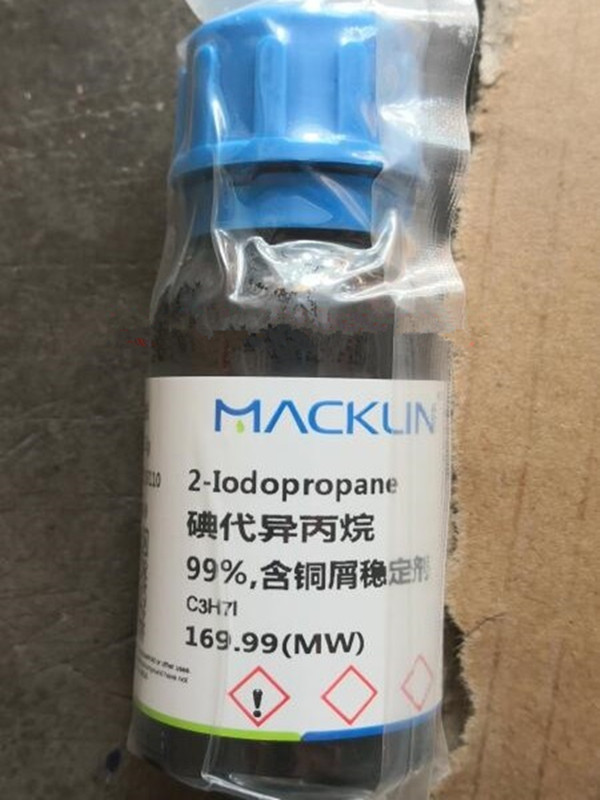 MACKLIN
2-Iodopropane
碘代异丙烷
99%,含铜屑稳定剂
C3H7I
169.99(MW)